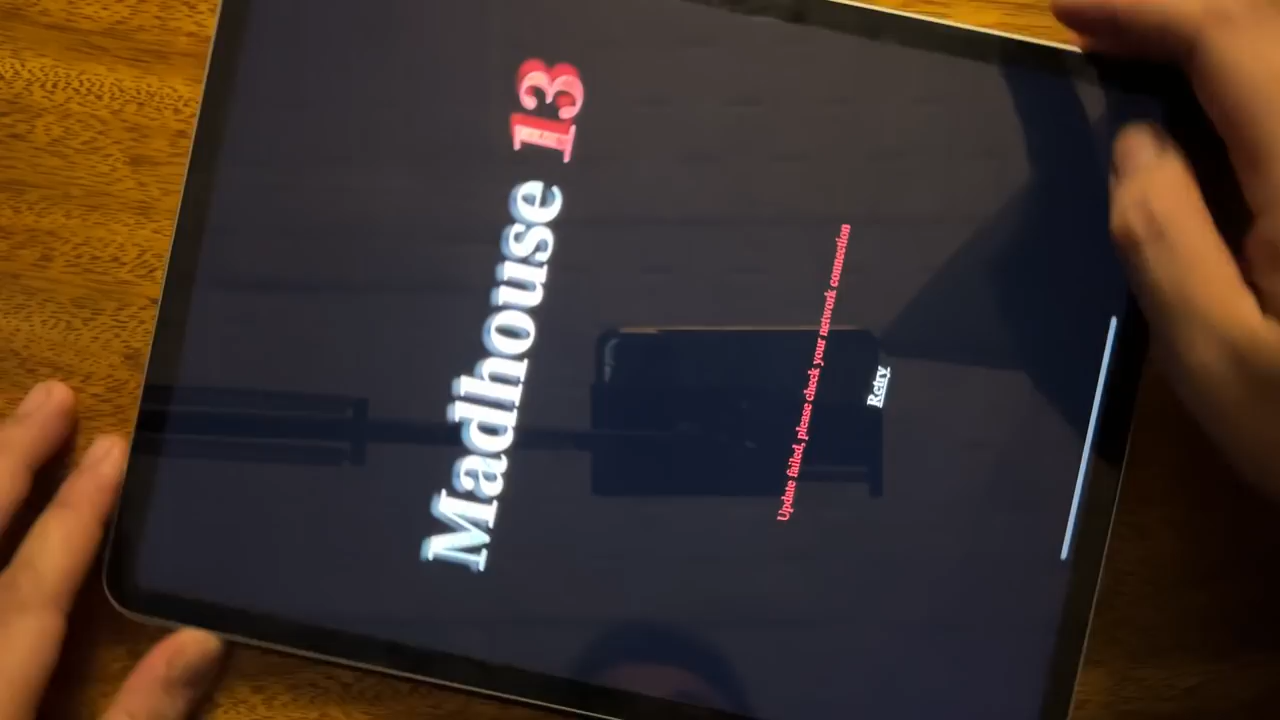 Madhouse 13
Update failed, please check your network connection
Retry